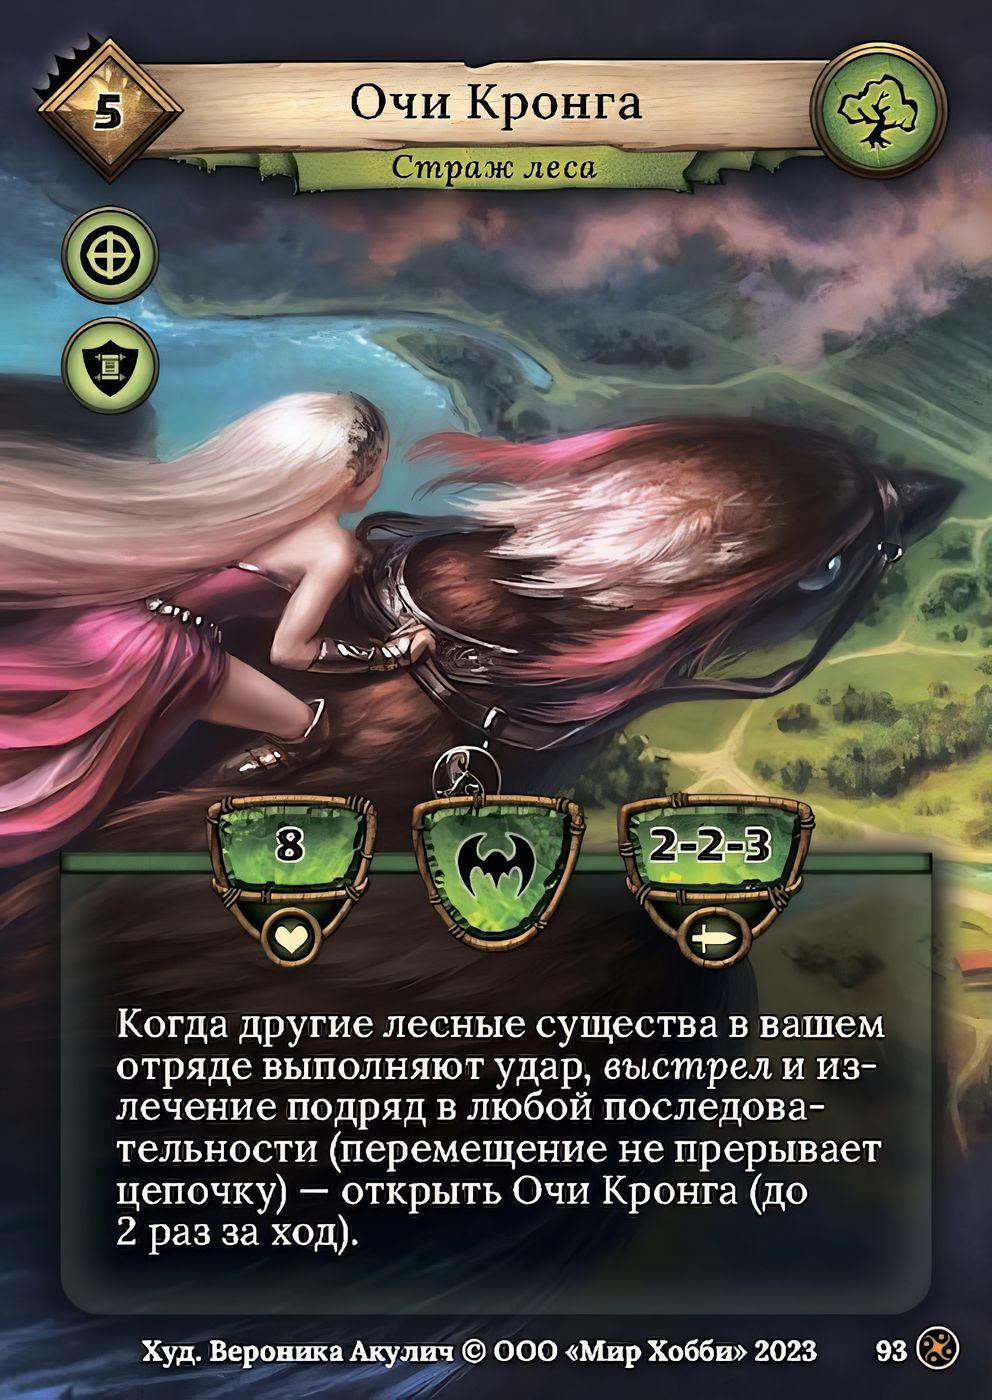 5
Очи Кронга
Страж леса
8
2-2-3
Когда другие лесные существа в вашем
отряде выполняют удар, выстрел и из-
лечение подряд в любой последова-
тельности (перемещение не прерывает
цепочку) — открыть Очи Кронга (до
2 раз за ход).
Худ. Вероника Акулич © ООО «Мир Хобби» 2023 93